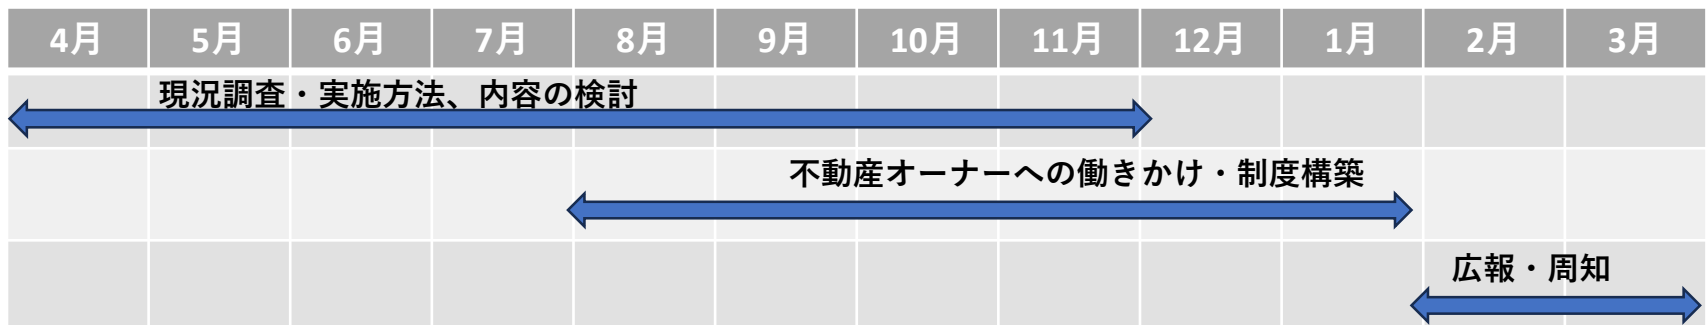 4月 5月 6月 7月 8月 9月 10月 11月 12月 1月 2月 3月
現況調査・実施方法、内容の検討
不動産オーナーへの働きかけ・制度構築
広報・周知